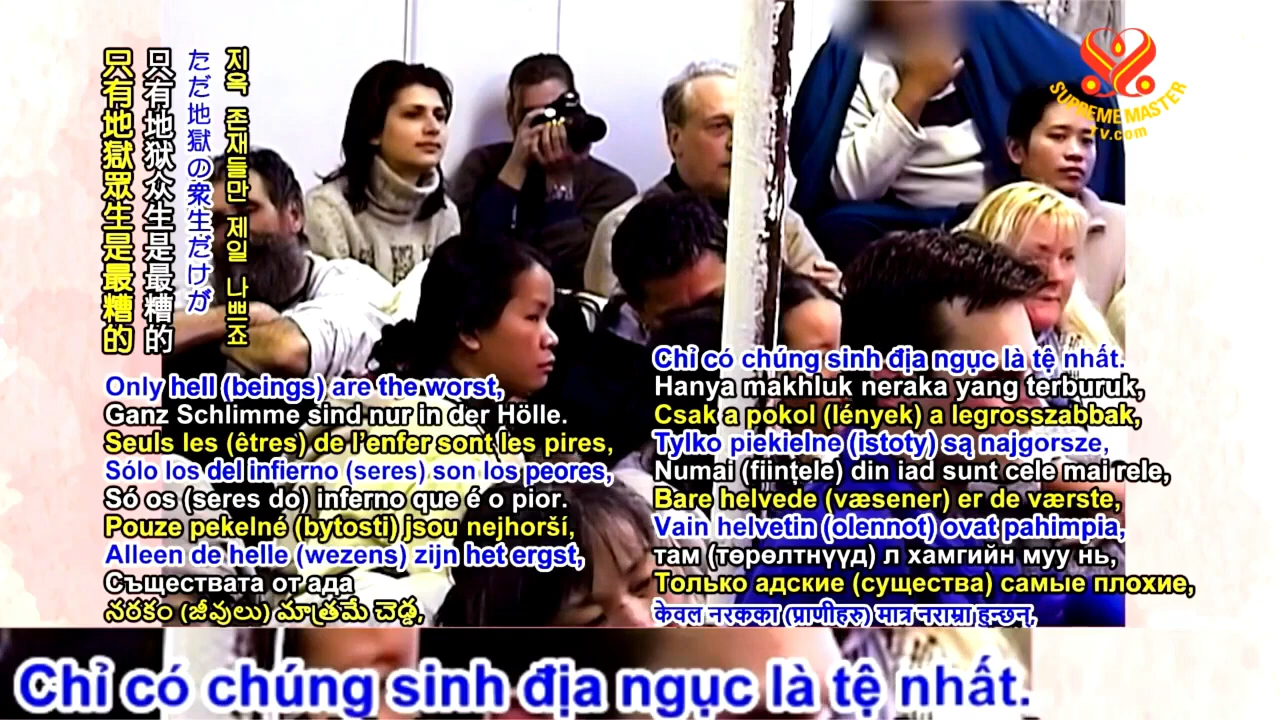 SUPREME MASTER
TV.com
지옥 존재들만 제일 나쁘죠
ただ地獄の衆生だけが
只有地狱众生是最糟的
只有地獄眾生是最糟的
Only hell (beings) are the worst,
Ganz Schlimme sind nur in der Hölle.
Seuls les (êtres) de l'enfer sont les pires,
Sólo los del infierno (seres) son los peores,
Só os (seres do) inferno que é o pior.
Pouze pekelné (bytosti) jsou nejhorší,
Alleen de helle (wezens) zijn het ergst,
Съществата от ада
నరకం (జీవులు) మాత్రమే చెడ్డ,
Chỉ có chúng sinh địa ngục là tệ nhất.
Hanya makhluk neraka yang terburuk,
Csak a pokol (lények) a legrosszabbak,
Tylko piekielne (istoty) są najgorsze,
Numai (ființele) din iad sunt cele mai rele,
Bare helvede (væsener) er de værste,
Vain helvetin (olennot) ovat pahimpia,
там (төрөлтнүүд) л хамгийн муу нь,
Только адские (существа) самые плохие,
केवल नरकका (प्राणीहरु) मात्र नराम्रा हुन्छन्,
Chỉ có chúng sinh địa ngục là tệ nhất.